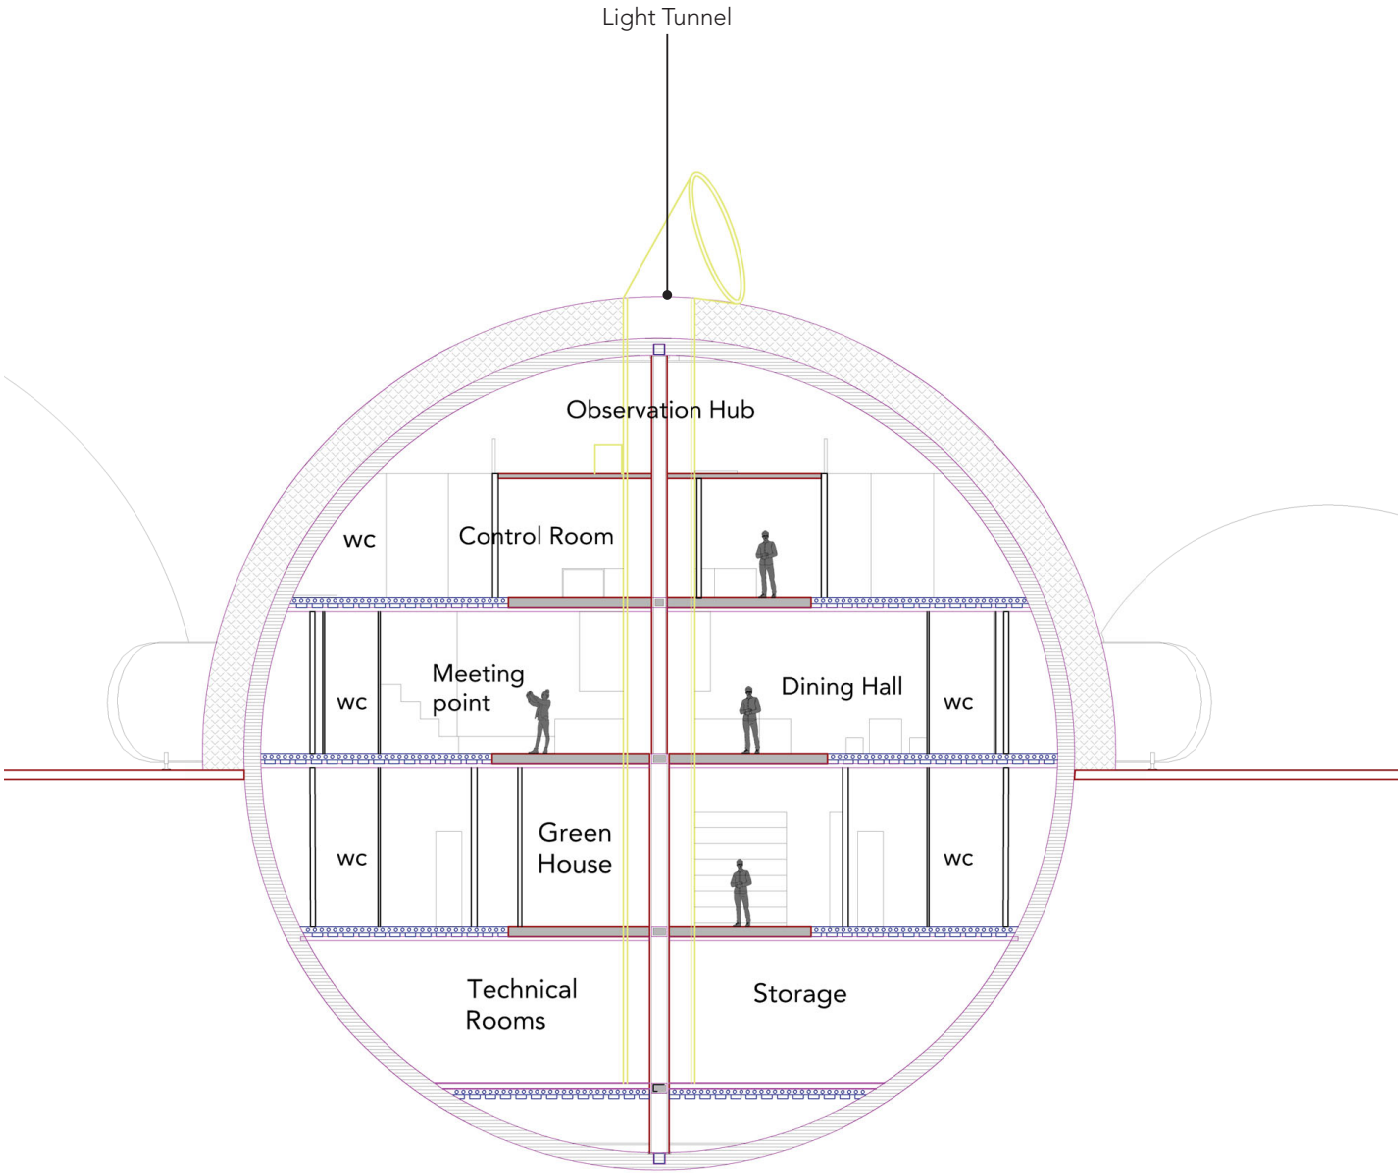 Light Tunnel
Observation Hub
wc
Control Room
Meeting
point
Dining Hall
wc
wc
Green
House
wc
wc
Technical
Rooms
Storage